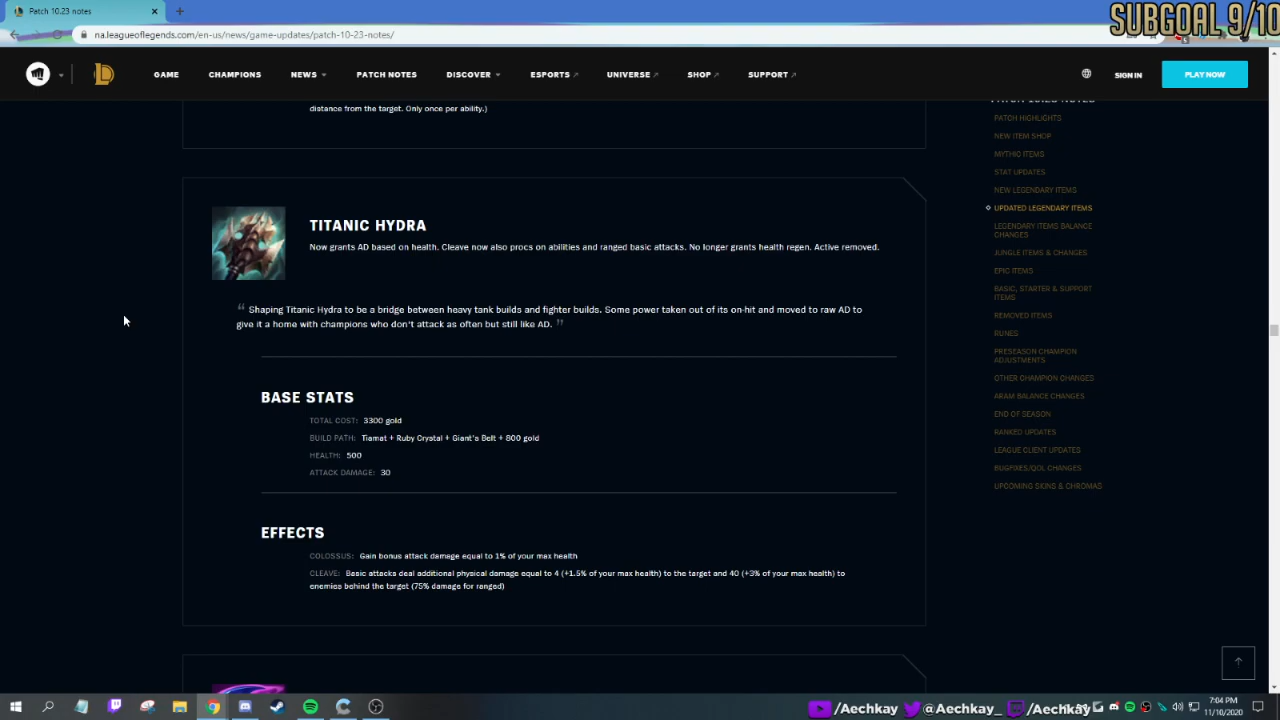 Patch 10.23 notes
SUBGOAL 9/10
na.leagueoflegends.com/en-us/news/game-updates/patch-10-23-notes/
GAME
CHAMPIONS
NEWS
PATCH NOTES
DISCOVER
ESPORTS
UNIVERSE
SHOP
SUPPORT
SIGN IN
PLAY NOW
distance from the target. Only once per ability.)
TITANIC HYDRA
Now grants AD based on health. Cleave now also procs on abilities and ranged basic attacks. No longer grants health regen. Active removed.
“ Shaping Titanic Hydra to be a bridge between heavy tank builds and fighter builds. Some power taken out of its on-hit and moved to raw AD to
give it a home with champions who don't attack as often but still like AD. ”
BASE STATS
TOTAL COST: 3300 gold
BUILD PATH: Tiamat + Ruby Crystal + Giant's Belt + 800 gold
HEALTH: 500
ATTACK DAMAGE: 30
EFFECTS
COLOSSUS: Gain bonus attack damage equal to 1% of your max health
CLEAVE: Basic attacks deal additional physical damage equal to 4 (+1.5% of your max health) to the target and 40 (+3% of your max health) to
enemies behind the target (75% damage for ranged)
PATCH 10.23 NOTES
PATCH HIGHLIGHTS
NEW ITEM SHOP
MYTHIC ITEMS
STAT UPDATES
NEW LEGENDARY ITEMS
UPDATED LEGENDARY ITEMS
LEGENDARY ITEMS BALANCE
CHANGES
JUNGLE ITEMS & CHANGES
EPIC ITEMS
BASIC, STARTER & SUPPORT
ITEMS
REMOVED ITEMS
RUNES
PRESEASON CHAMPION
ADJUSTMENTS
OTHER CHAMPION CHANGES
ARAM BALANCE CHANGES
END OF SEASON
RANKED UPDATES
LEAGUE CLIENT UPDATES
BUGFIXES/QOL CHANGES
UPCOMING SKINS & CHROMAS
/Aechkay
@Aechkay_
/Aechkay
7:04 PM
11/10/2020